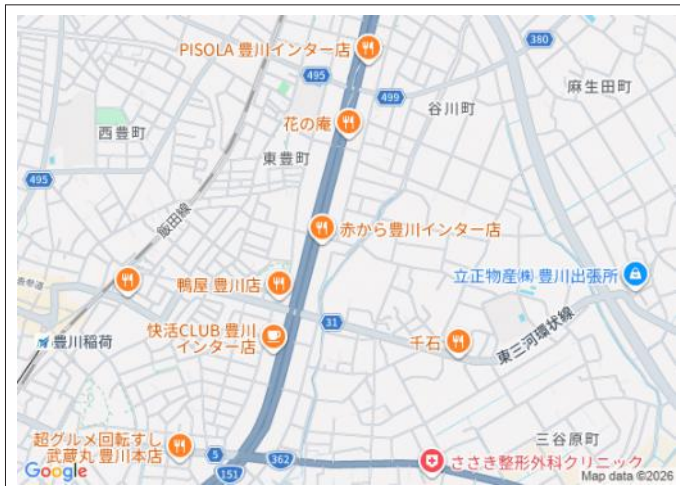 PISOLA 豊川インター店
380
495
499
麻生田町
谷川町
花の庵
西豊町
東豊町
495
飯田線
赤から豊川インター店
鴨屋 豊川店
立正物産㈱ 豊川出張所
31
快活CLUB 豊川
インター店
豊川稲荷
千石
東三河環状線
超グルメ回転すし
武蔵丸 豊川本店
三谷原町
5
362
151
ささき整形外科クリニック
Google
Map data ©2026